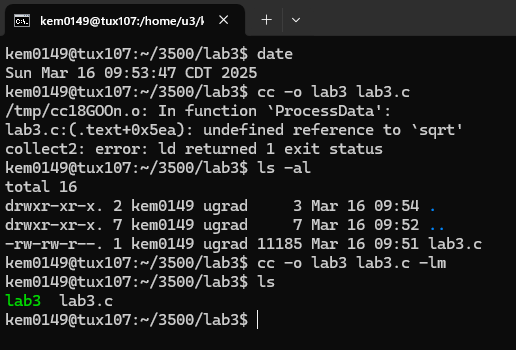 kem0149@tux107:/home/u3/k
kem0149@tux107:~/3500/lab3$ date
Sun Mar 16 09:53:47 CDT 2025
kem0149@tux107:~/3500/lab3$ cc -o lab3 lab3.c
/tmp/cc18GOOn.o: In function `ProcessData':
lab3.c:(.text+0x5ea): undefined reference to `sqrt'
collect2: error: ld returned 1 exit status
kem0149@tux107:~/3500/lab3$ ls -al
total 16
drwxr-xr-x. 2 kem0149 ugrad     3 Mar 16 09:54 .
drwxr-xr-x. 7 kem0149 ugrad     7 Mar 16 09:52 ..
-rw-rw-r--. 1 kem0149 ugrad 11185 Mar 16 09:51 lab3.c
kem0149@tux107:~/3500/lab3$ cc -o lab3 lab3.c -lm
kem0149@tux107:~/3500/lab3$ ls
lab3  lab3.c
kem0149@tux107:~/3500/lab3$